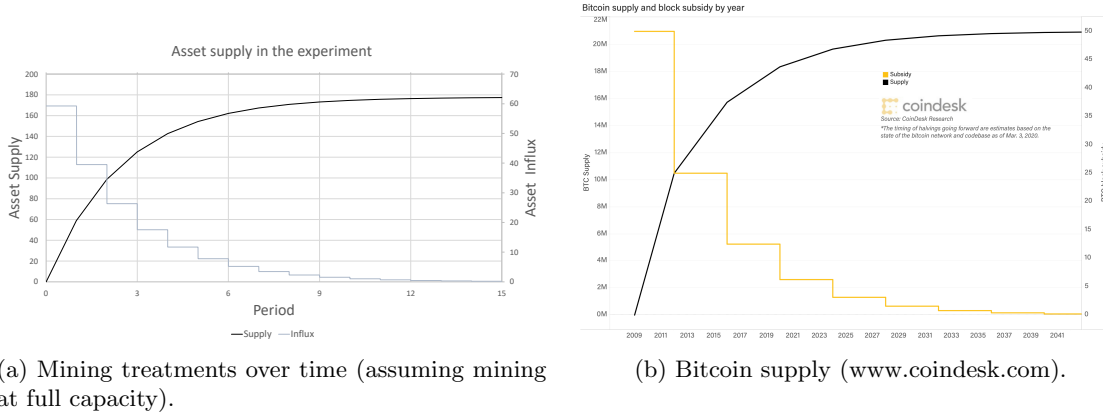 Bitcoin supply and block subsidy by year
Asset supply in the experiment
200
180
160
140
120
100
80
60
40
20
0
Asset Supply
70
60
50
40
30
20
10
0
Asset Influx
0 3 6 9 12 15
Period
Supply Influx
22M
20M
18M
16M
14M
12M
10M
8M
6M
4M
2M
0M
BTC Supply
Subsidy
Supply
coindesk
Source: CoinDesk Research
*The timing of halvings going forward are estimates based on the
state of the bitcoin network and codebase as of Mar. 3, 2020.
50
45
40
35
30
25
20
15
10
5
0
2009 2011 2013 2015 2017 2019 2021 2023 2025 2027 2029 2031 2033 2035 2037 2039 2041
(a) Mining treatments over time (assuming mining
at full capacity).
(b) Bitcoin supply (www.coindesk.com).